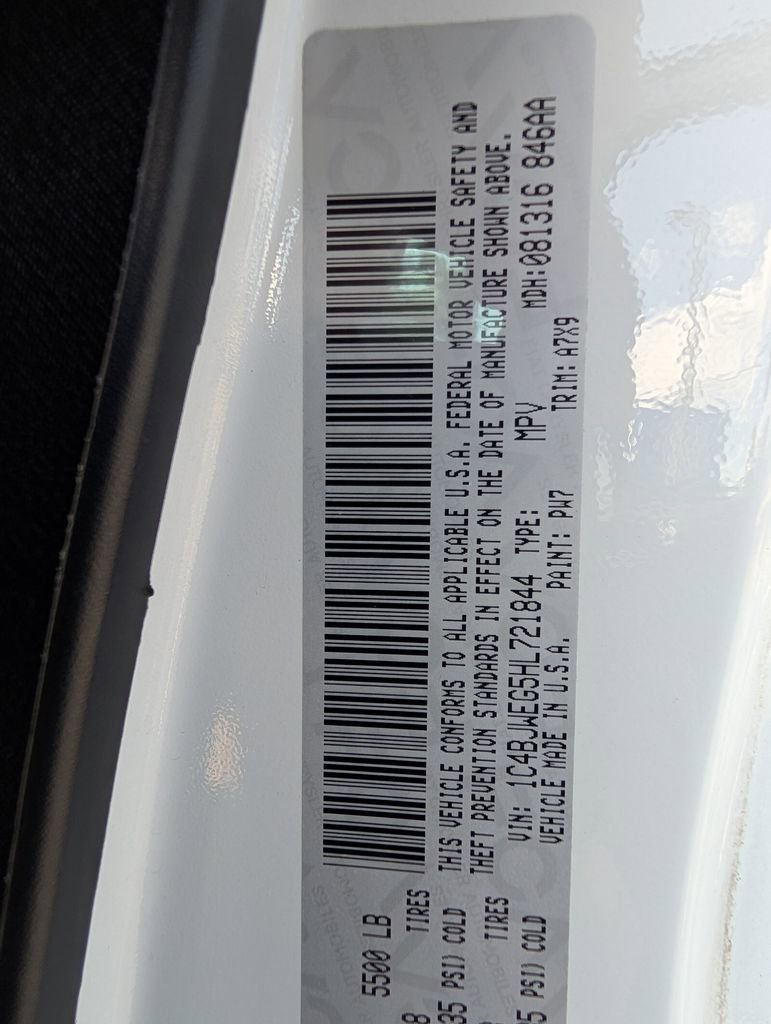 5500 LB
8 TIRES
35 PSI) COLD
TIRES
25 PSI) COLD
THIS VEHICLE CONFORMS TO ALL APPLICABLE U.S.A. FEDERAL MOTOR VEHICLE SAFETY AND
THEFT PREVENTION STANDARDS IN EFFECT ON THE DATE OF MANUFACTURE SHOWN ABOVE.
VIN: 1C4BJWEG5HL721844 TYPE: MPV MDH:081316 846AA
VEHICLE MADE IN U.S.A. PAINT: PW7 TRIM: A7X9